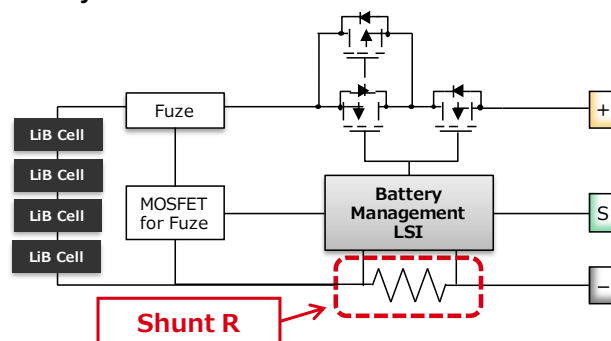 Fuze
LiB Cell
LiB Cell
LiB Cell
LiB Cell
MOSFET
for Fuze
Battery
Management
LSI
+
S
−
Shunt R